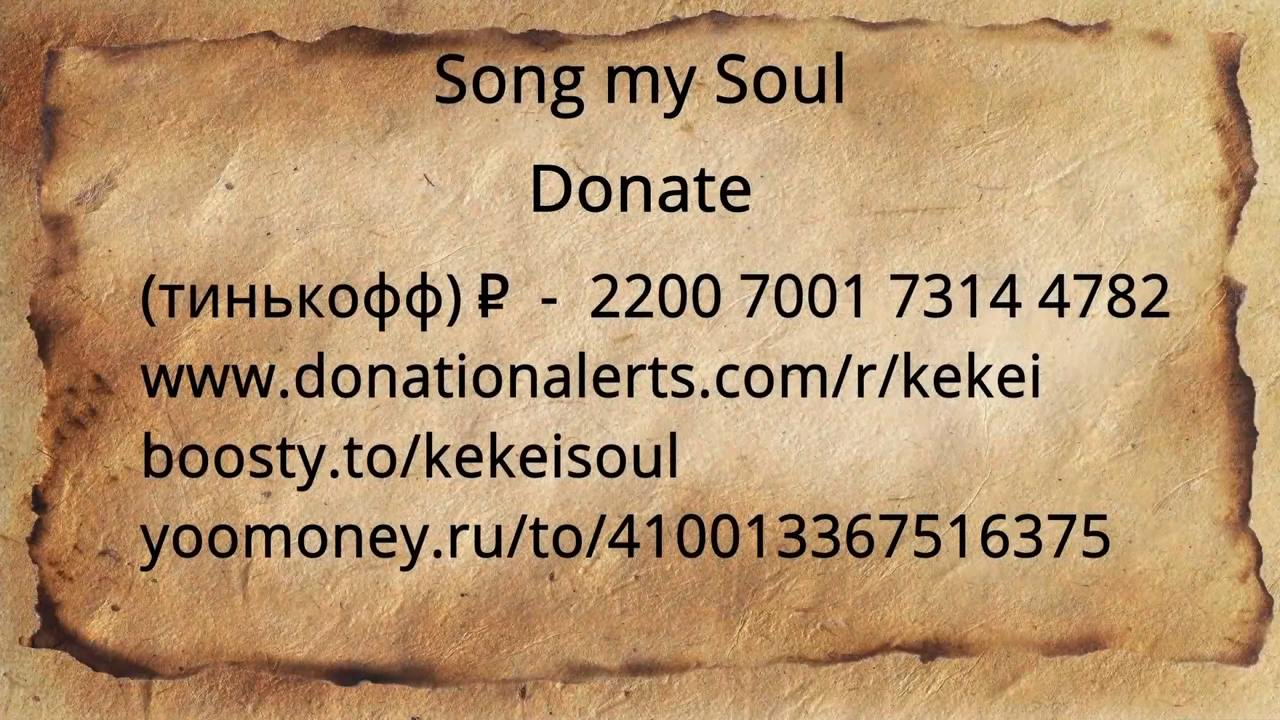 Song my Soul
Donate
(тинькофф) ₽ - 2200 7001 7314 4782
www.donationalerts.com/r/kekei
boosty.to/kekeisoul
yoomoney.ru/to/410013367516375